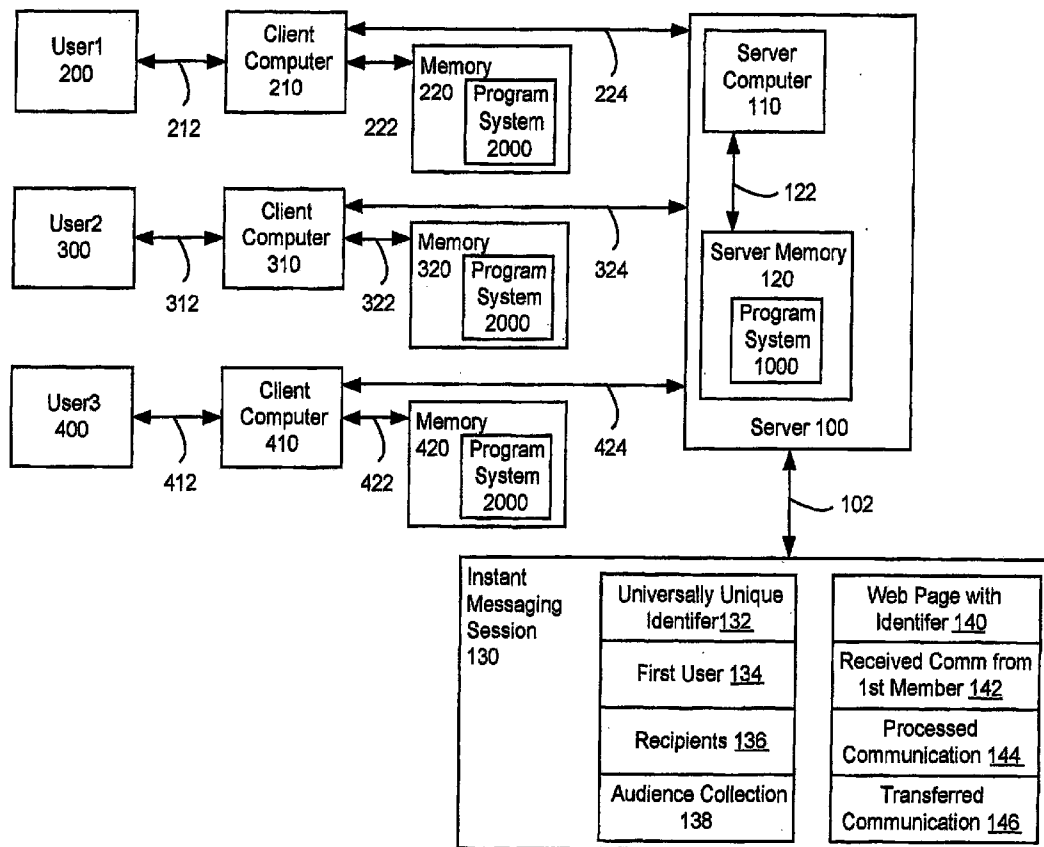 User1
200
212
Client
Computer
210
222
Memory
220
Program
System
2000
224
Server
Computer
110
122
User2
300
312
Client
Computer
310
322
Memory
320
Program
System
2000
324
Server Memory
120
Program
System
1000
User3
400
412
Client
Computer
410
422
Memory
420
Program
System
2000
424
Server 100
102
Instant
Messaging
Session
130
Universally Unique
Identifer132
First User 134
Recipients 136
Audience Collection
138
Web Page with
Identifer 140
Received Comm from
1st Member 142
Processed
Communication 144
Transferred
Communication 146